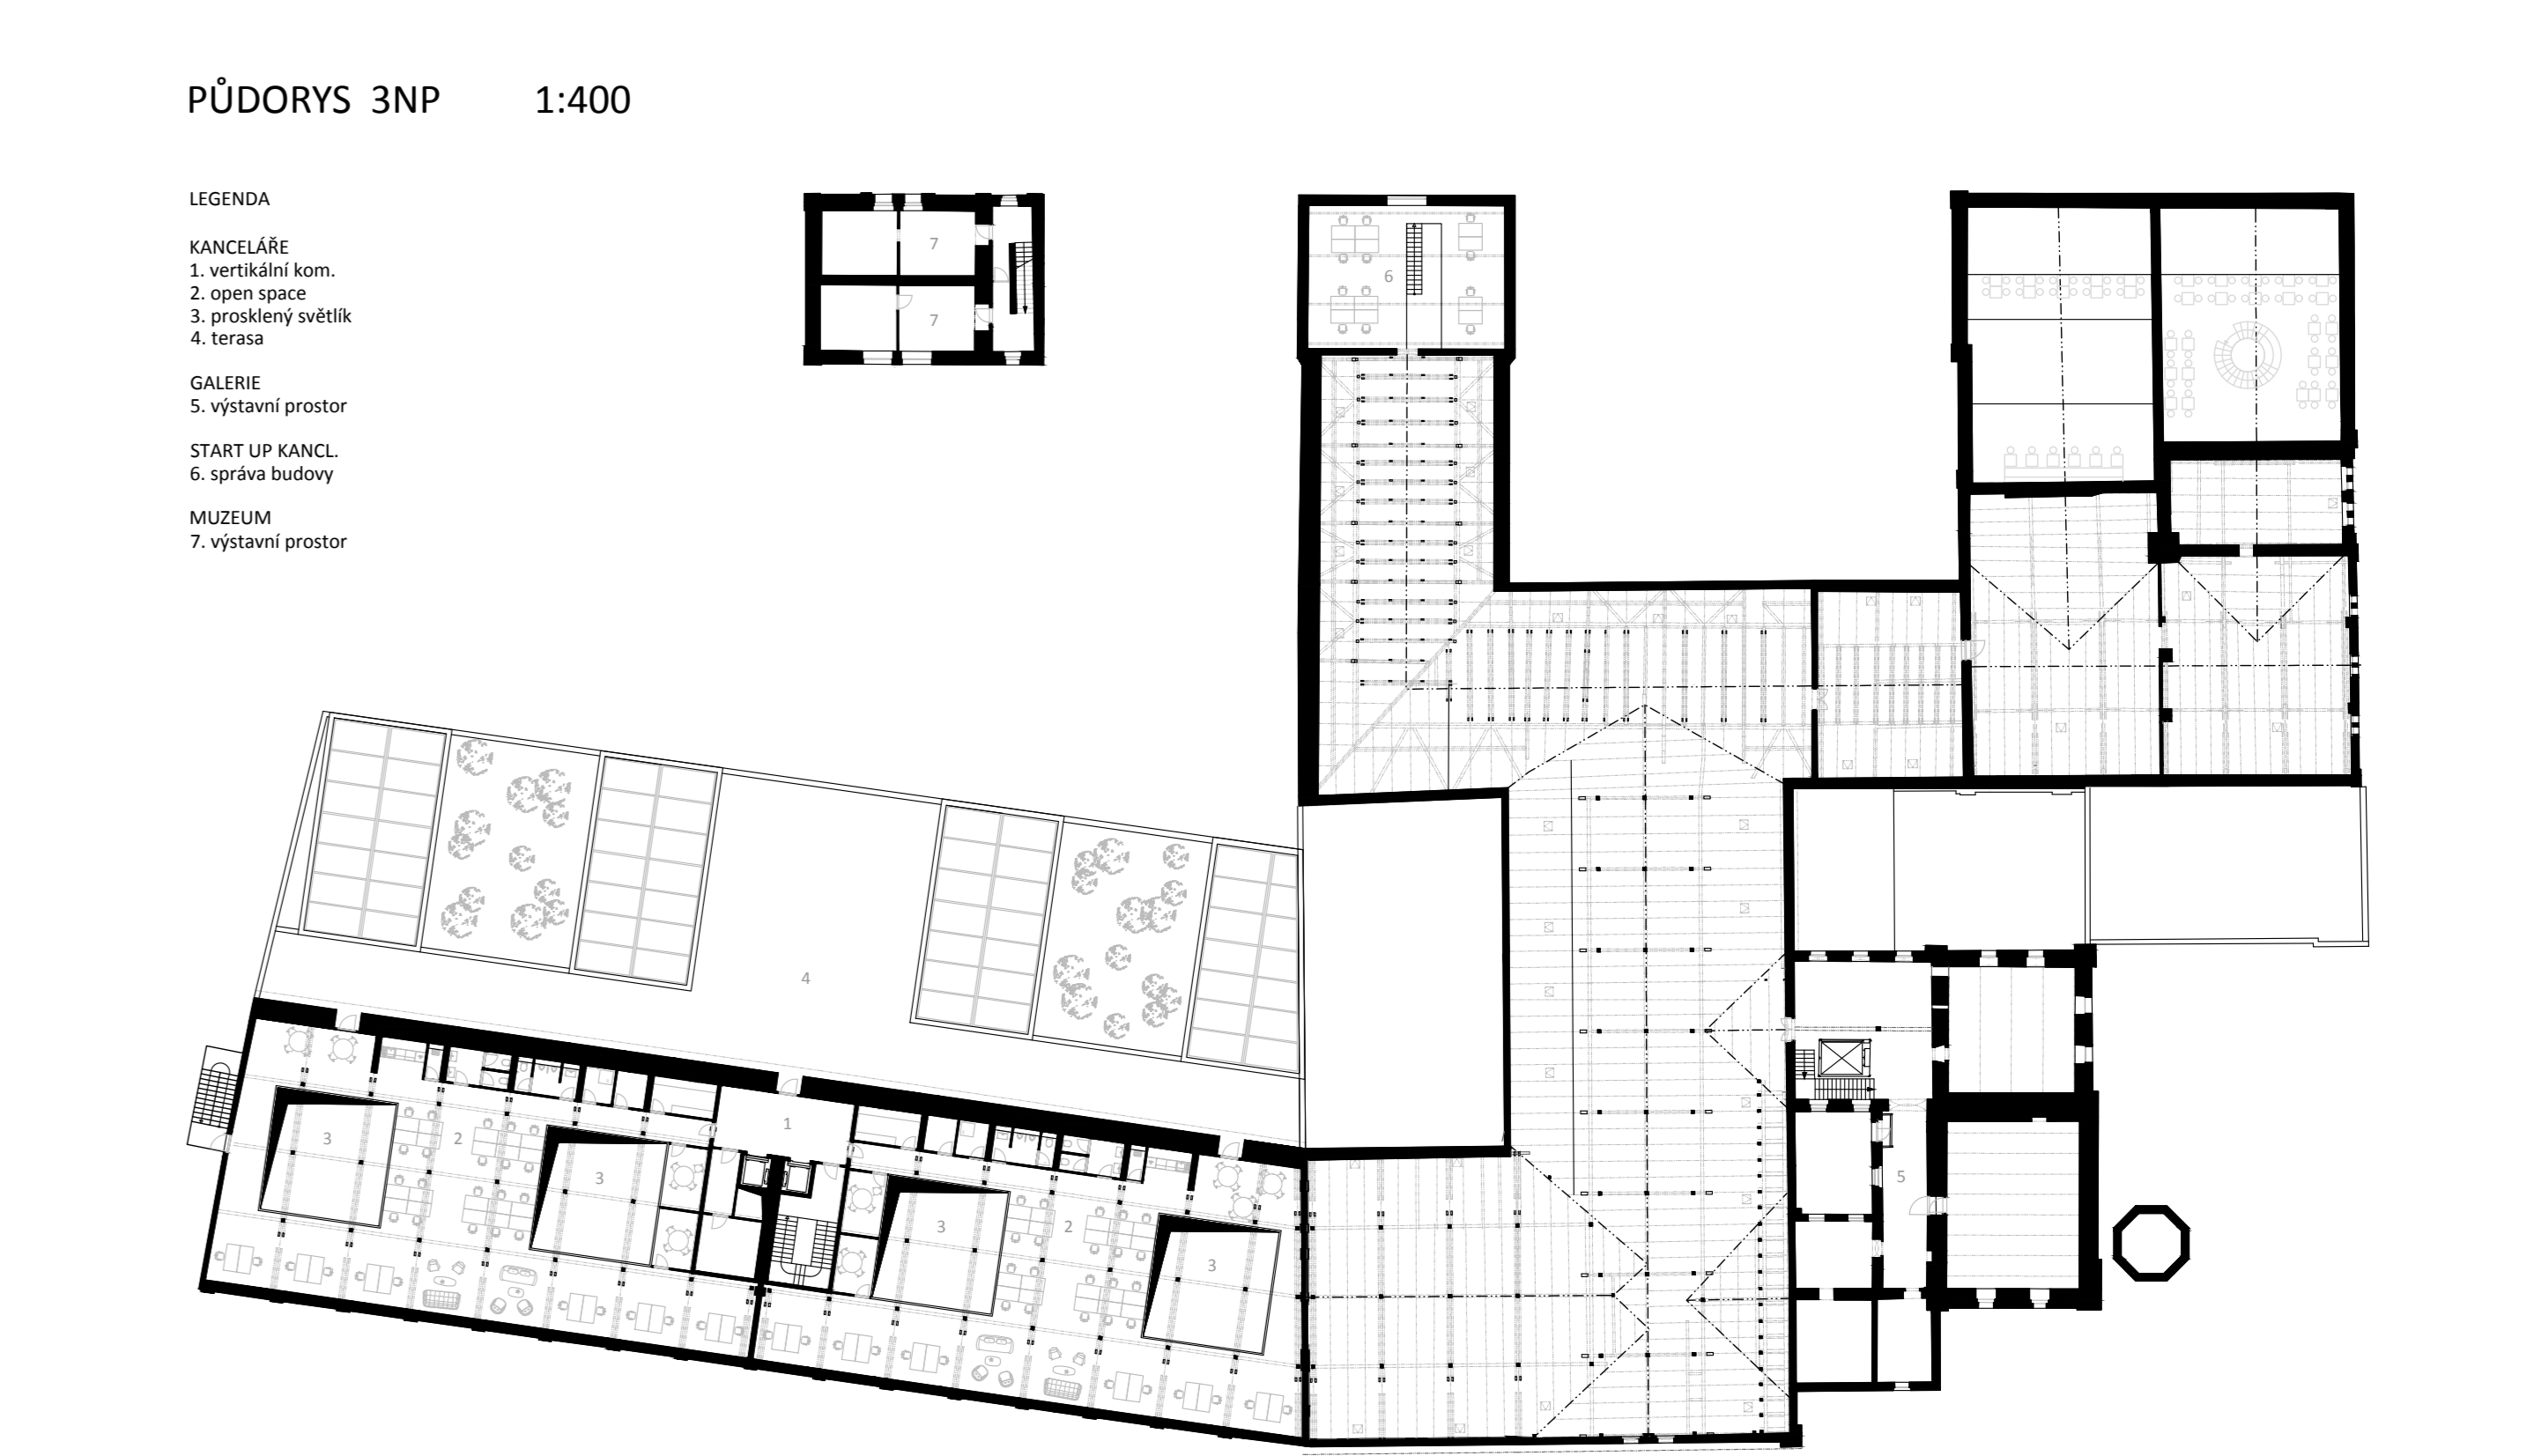 PŮDORYS 3NP 1:400
LEGENDA
KANCELÁŘE
1. vertikální kom.
2. open space
3. prosklený světlík
4. terasa
GALERIE
5. výstavní prostor
START UP KANCL.
6. správa budovy
MUZEUM
7. výstavní prostor
7
7
6
4
1
3
2
3
3
2
3
5